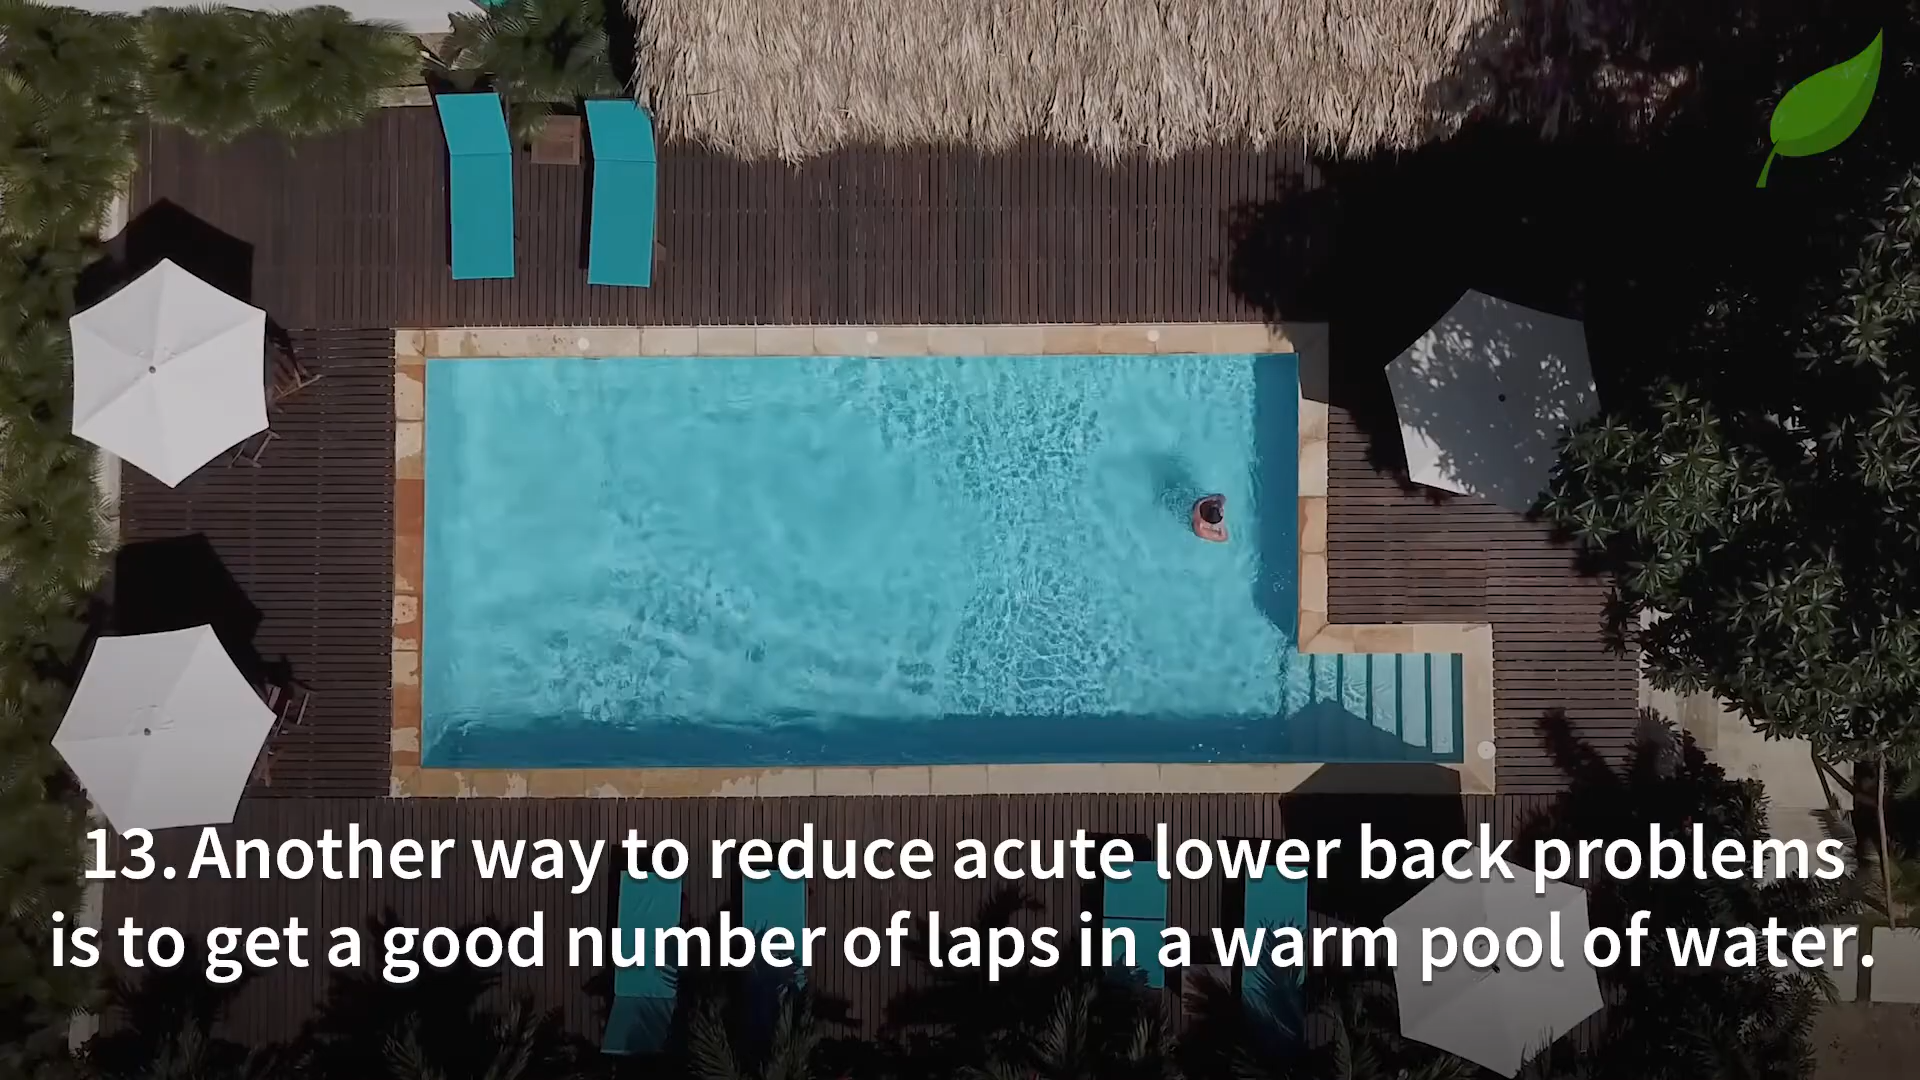 13. Another way to reduce acute lower back problems
is to get a good number of laps in a warm pool of water.